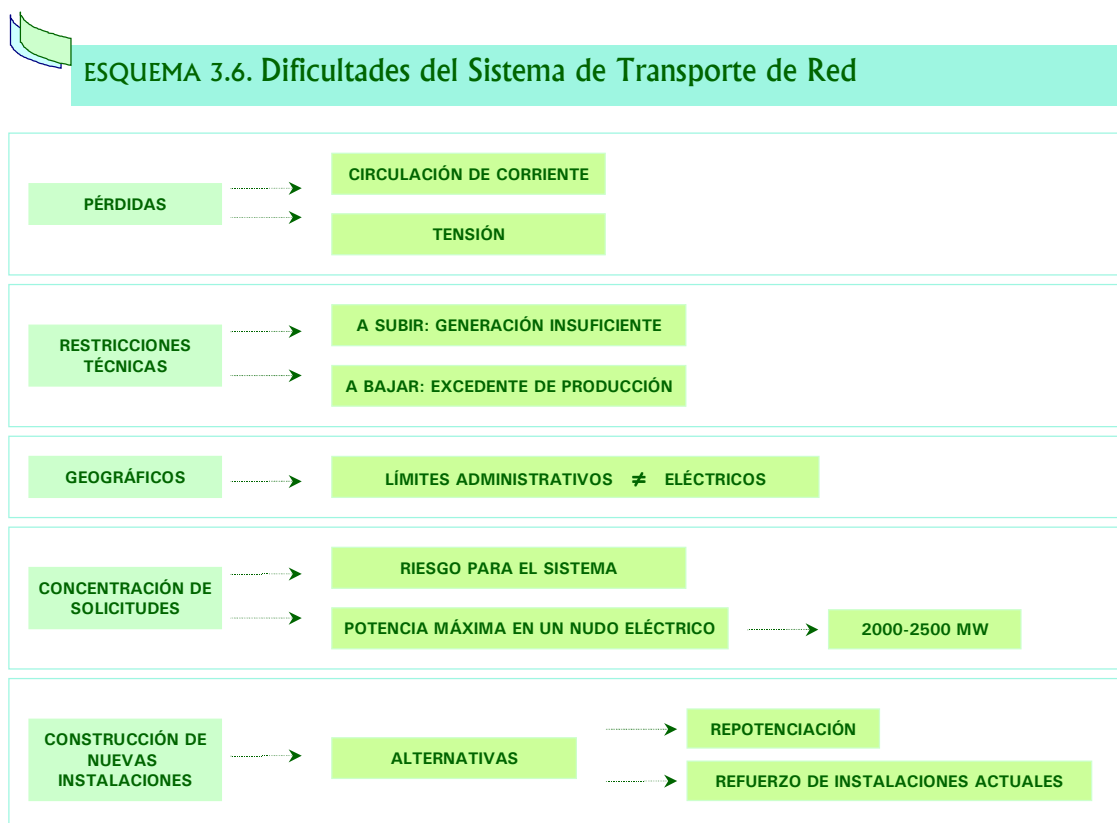 ESQUEMA 3.6. Dificultades del Sistema de Transporte de Red
PÉRDIDAS
CIRCULACIÓN DE CORRIENTE
TENSIÓN
RESTRICCIONES
TÉCNICAS
A SUBIR: GENERACIÓN INSUFICIENTE
A BAJAR: EXCEDENTE DE PRODUCCIÓN
GEOGRÁFICOS
LÍMITES ADMINISTRATIVOS ≠ ELÉCTRICOS
CONCENTRACIÓN DE
SOLICITUDES
RIESGO PARA EL SISTEMA
POTENCIA MÁXIMA EN UN NUDO ELÉCTRICO
2000-2500 MW
CONSTRUCCIÓN DE
NUEVAS
INSTALACIONES
ALTERNATIVAS
REPOTENCIACIÓN
REFUERZO DE INSTALACIONES ACTUALES